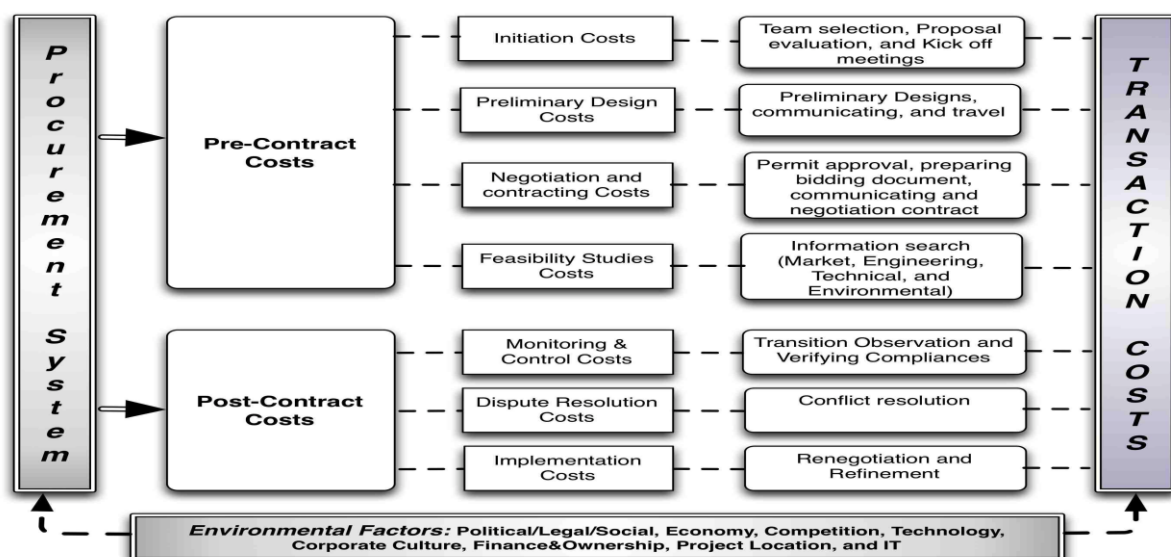 Procurement System
Pre-Contract
Costs
Initiation Costs
Team selection, Proposal
evaluation, and Kick off
meetings
Preliminary Design
Costs
Preliminary Designs,
communicating, and travel
Negotiation and
contracting Costs
Permit approval, preparing
bidding document,
communicating and
negotiation contract
Feasibility Studies
Costs
Information search
(Market, Engineering,
Technical, and
Environmental)
Post-Contract
Costs
Monitoring &
Control Costs
Transition Observation and
Verifying Compliances
Dispute Resolution
Costs
Conflict resolution
Implementation
Costs
Renegotiation and
Refinement
TRANSACTION COSTS
Environmental Factors: Political/Legal/Social, Economy, Competition, Technology,
Corporate Culture, Finance&Ownership, Project Location, and IT